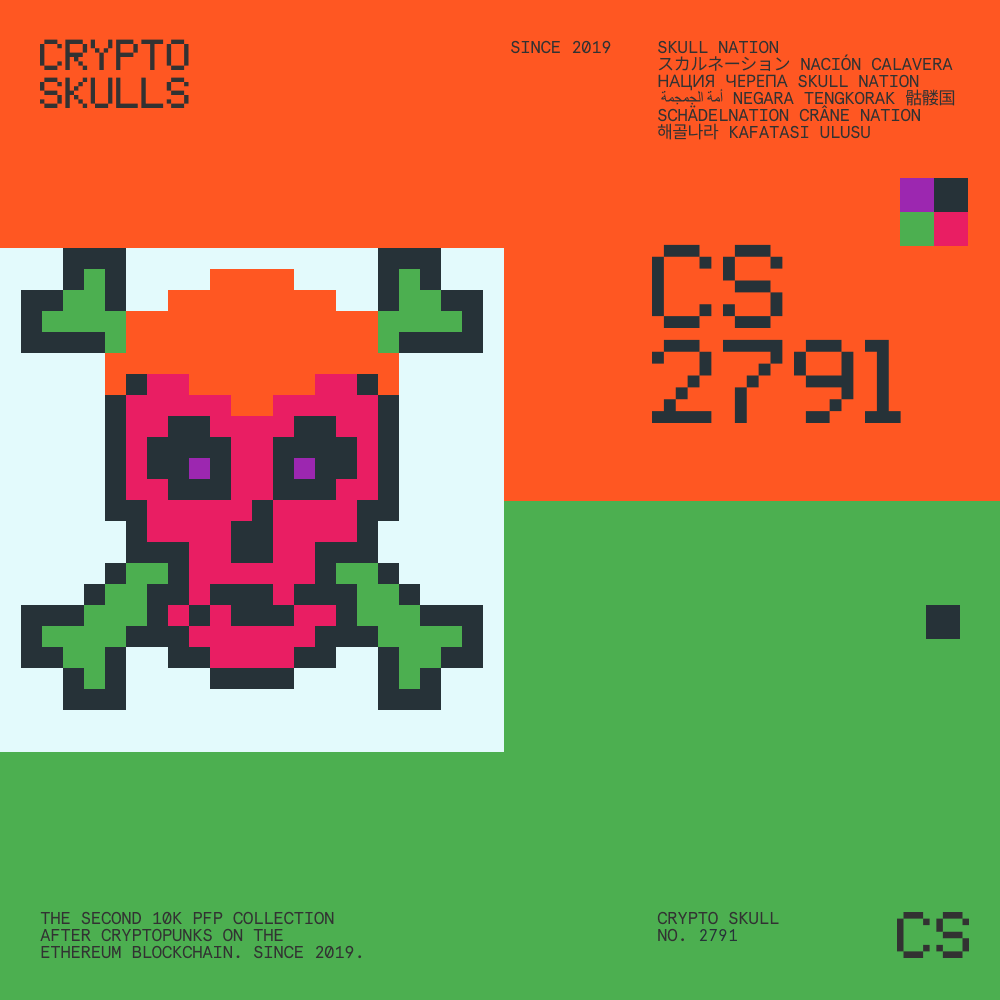 CRYPTO
SKULLS
SINCE 2019
SKULL NATION
スカルネーション NACIÓN CALAVERA
НАЦИЯ ЧЕРЕПА SKULL NATION
أمة الجمجمة NEGARA TENGKORAK 骷髅国
SCHÄDELNATION CRÂNE NATION
해골나라 KAFATASI ULUSU
CS
2791
THE SECOND 10K PFP COLLECTION
AFTER CRYPTOPUNKS ON THE
ETHEREUM BLOCKCHAIN. SINCE 2019.
CRYPTO SKULL
NO. 2791
CS